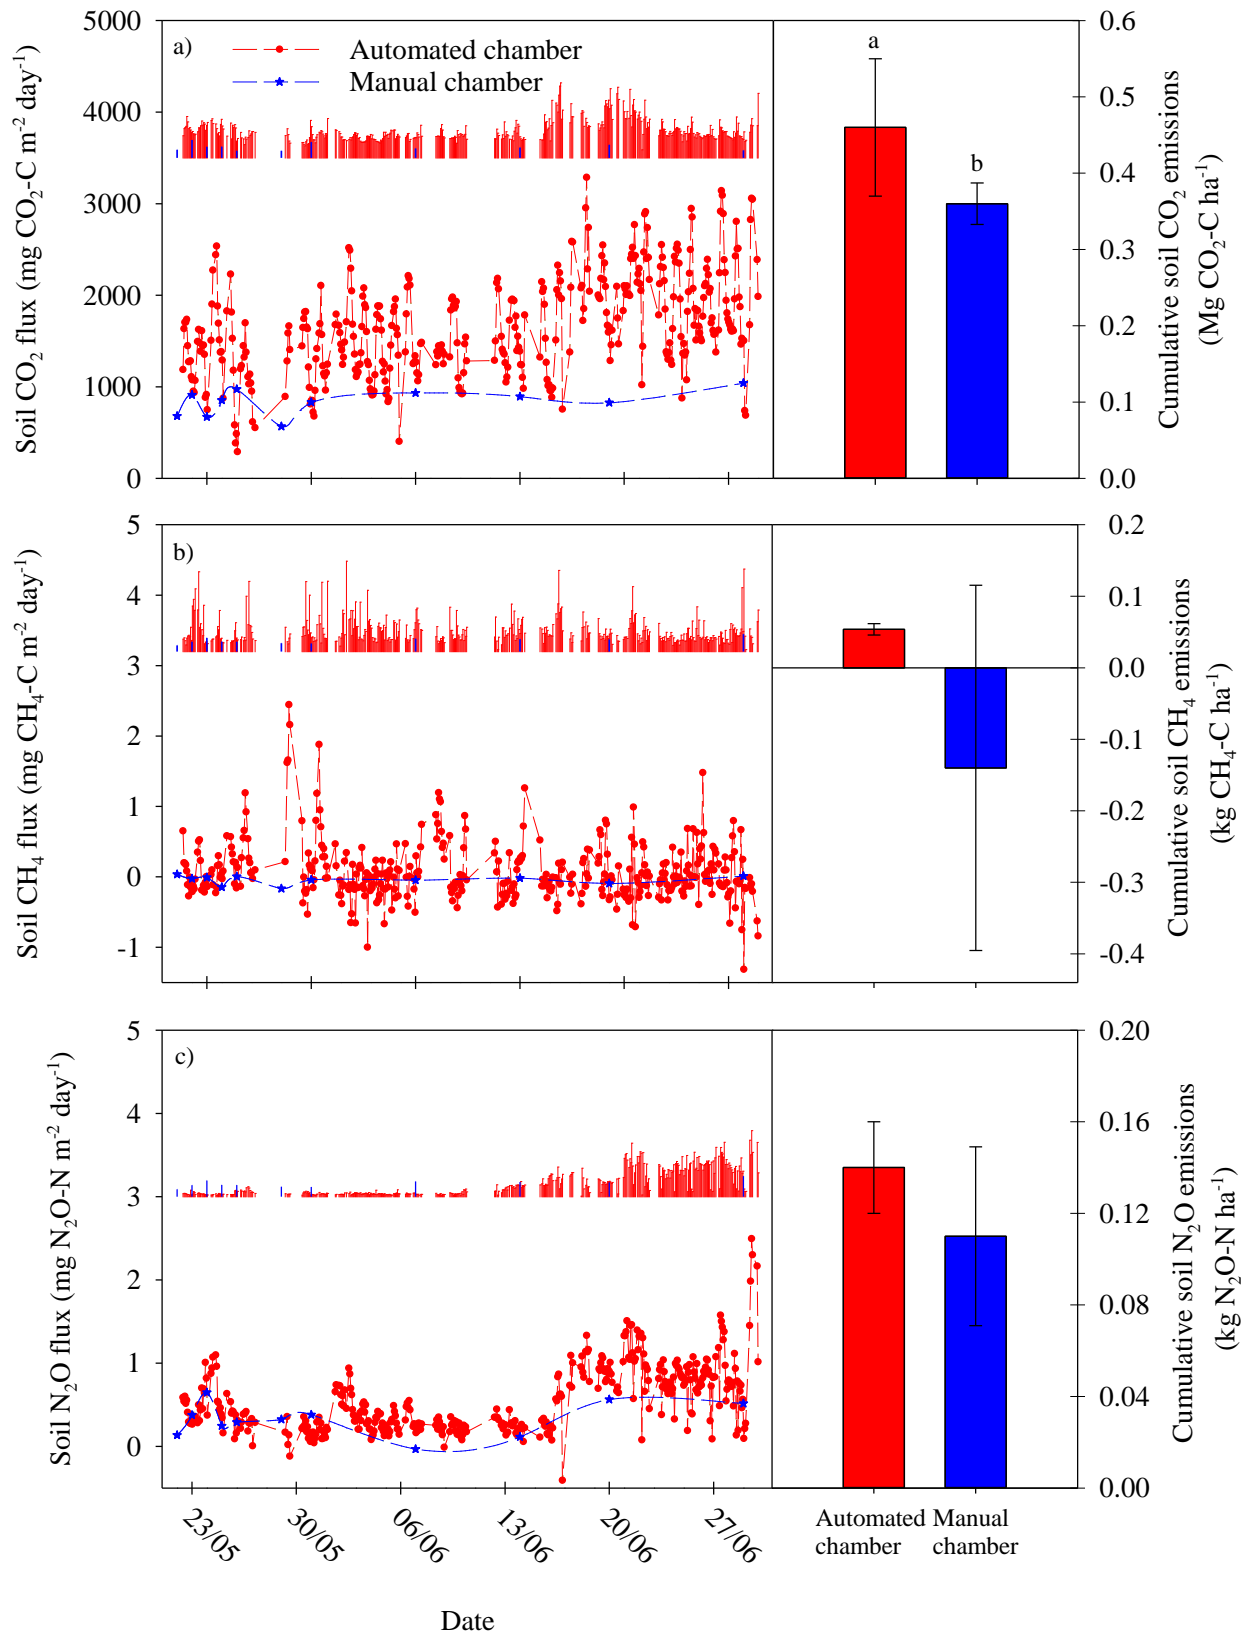 a)
Automated chamber
Manual chamber
5000
4000
3000
2000
1000
0
Soil CO₂ flux (mg CO₂-C m⁻² day⁻¹)
a
b
0.6
0.5
0.4
0.3
0.2
0.1
0.0
Cumulative soil CO₂ emissions
(Mg CO₂-C ha⁻¹)
b)
5
4
3
2
1
0
-1
Soil CH₄ flux (mg CH₄-C m⁻² day⁻¹)
0.2
0.1
0.0
-0.1
-0.2
-0.3
-0.4
Cumulative soil CH₄ emissions
(kg CH₄-C ha⁻¹)
c)
5
4
3
2
1
0
Soil N₂O flux (mg N₂O-N m⁻² day⁻¹)
0.20
0.16
0.12
0.08
0.04
0.00
Cumulative soil N₂O emissions
(kg N₂O-N ha⁻¹)
23/05
30/05
06/06
13/06
20/06
27/06
Automated Manual
chamber chamber
Date